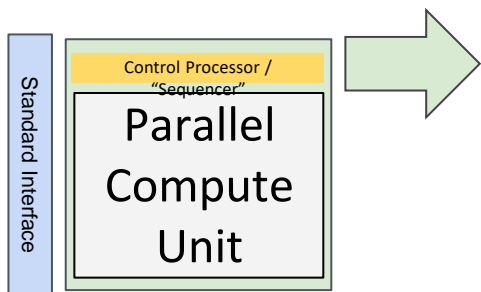 Standard Interface
Control Processor /
“Sequencer”
Parallel
Compute
Unit